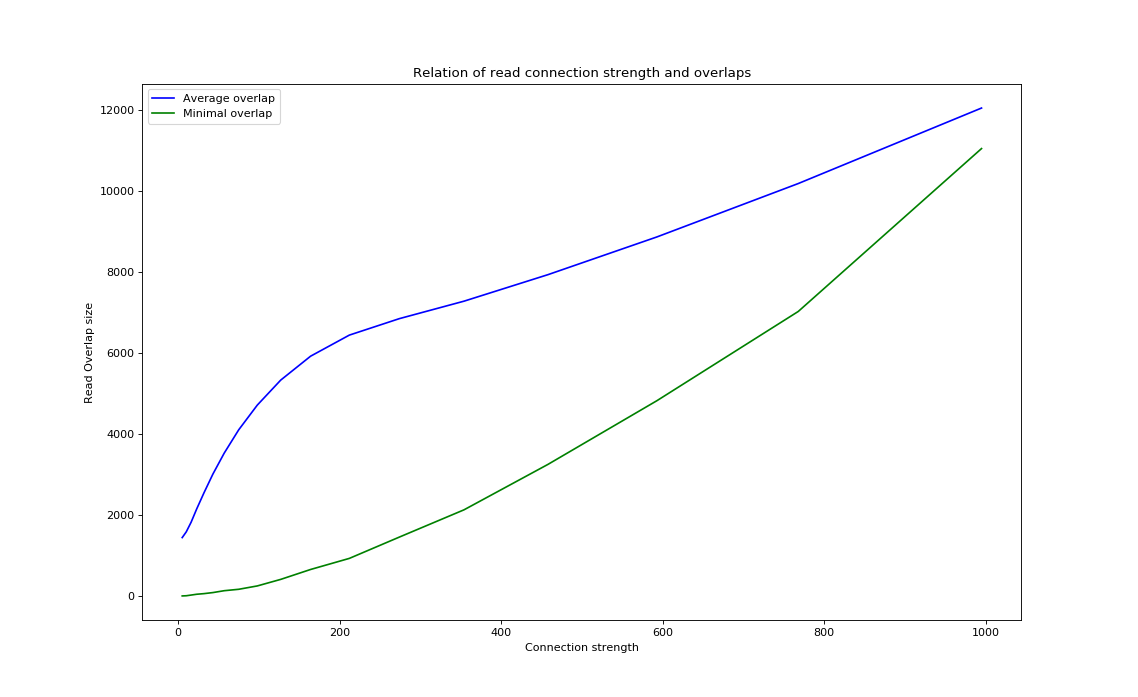 Relation of read connection strength and overlaps
Average overlap
Minimal overlap
12000
10000
8000
6000
4000
2000
0
Read Overlap size
0 200 400 600 800 1000
Connection strength